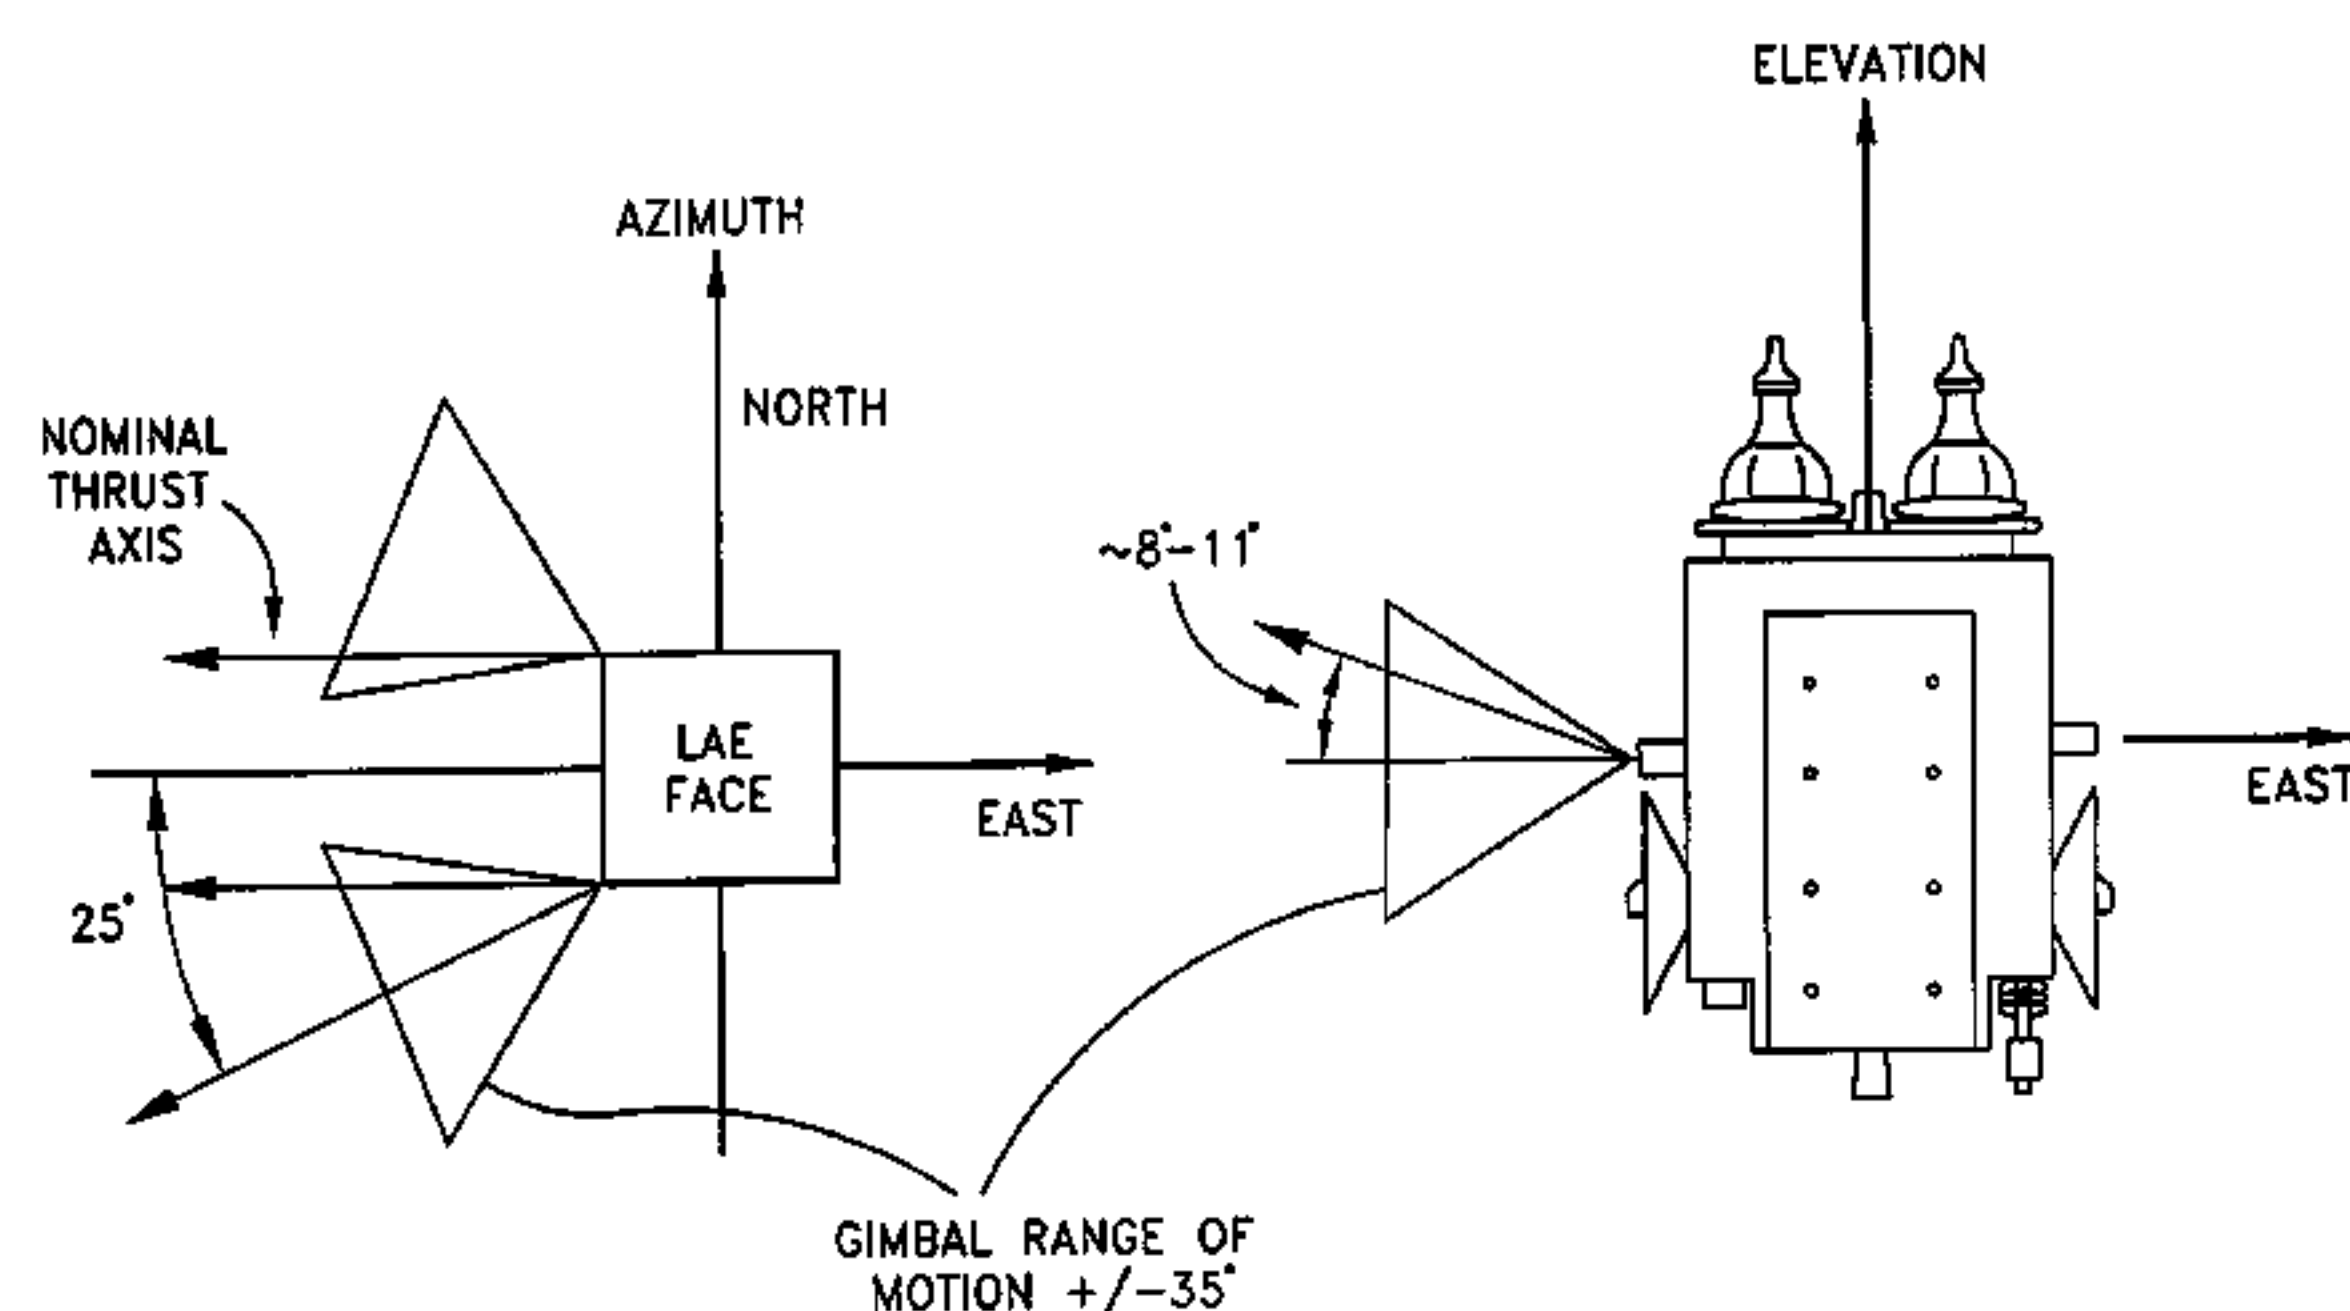 ELEVATION
AZIMUTH
NORTH
NOMINAL
THRUST
AXIS
~8°-11°
LAE
FACE
EAST
EAST
25°
GIMBAL RANGE OF
MOTION +/-35°